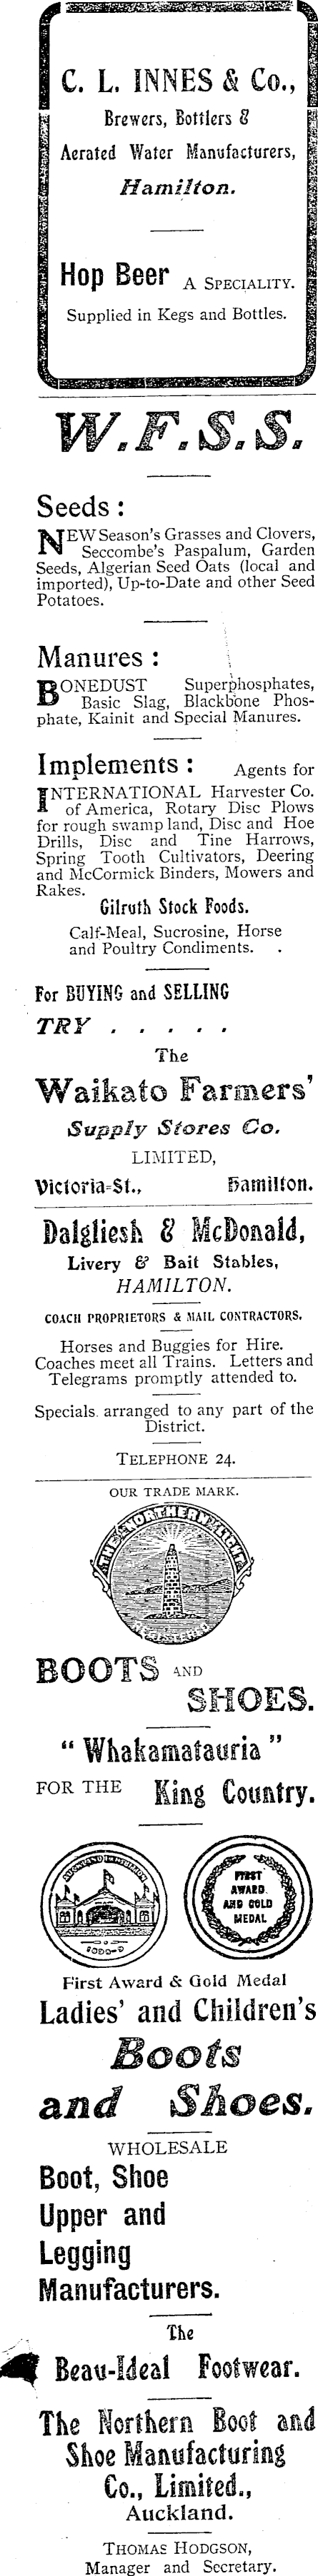 C. L. INNES & Co.,
Brewers, Bottlers &
Aerated Water Manufacturers,
Hamilton.
Hop Beer A SPECIALITY.
Supplied in Kegs and Bottles.
W.F.S.S.
Seeds :
NEW Season's Grasses and Clovers,
Seccombe's Paspalum, Garden
Seeds, Algerian Seed Oats (local and
imported), Up-to-Date and other Seed
Potatoes.
Manures :
BONEDUST Superphosphates,
Basic Slag, Blackbone Phos-
phate, Kainit and Special Manures.
Implements : Agents for
INTERNATIONAL Harvester Co.
of America, Rotary Disc Plows
for rough swamp land, Disc and Hoe
Drills, Disc and Tine Harrows,
Spring Tooth Cultivators, Deering
and McCormick Binders, Mowers and
Rakes.
Gilruth Stock Foods.
Calf-Meal, Sucrosine, Horse
and Poultry Condiments.
For BUYING and SELLING
TRY . . . . .
The
Waikato Farmers'
Supply Stores Co.
LIMITED,
Victoria-St., Hamilton.
Dalgliesh & McDonald,
Livery & Bait Stables,
HAMILTON.
COACH PROPRIETORS & MAIL CONTRACTORS.
Horses and Buggies for Hire.
Coaches meet all Trains. Letters and
Telegrams promptly attended to.
Specials arranged to any part of the
District.
TELEPHONE 24.
OUR TRADE MARK.
THE NORTHERN LIGHT
REGISTERED
BOOTS AND
SHOES.
"Whakamatauria"
FOR THE King Country.
AUCKLAND EXHIBITION
1898-9
FIRST
AWARD
AND GOLD
MEDAL
First Award & Gold Medal
Ladies' and Children's
Boots
and Shoes.
WHOLESALE
Boot, Shoe
Upper and
Legging
Manufacturers.
The
Beau-Ideal Footwear.
The Northern Boot and
Shoe Manufacturing
Co., Limited.,
Auckland.
THOMAS HODGSON,
Manager and Secretary.